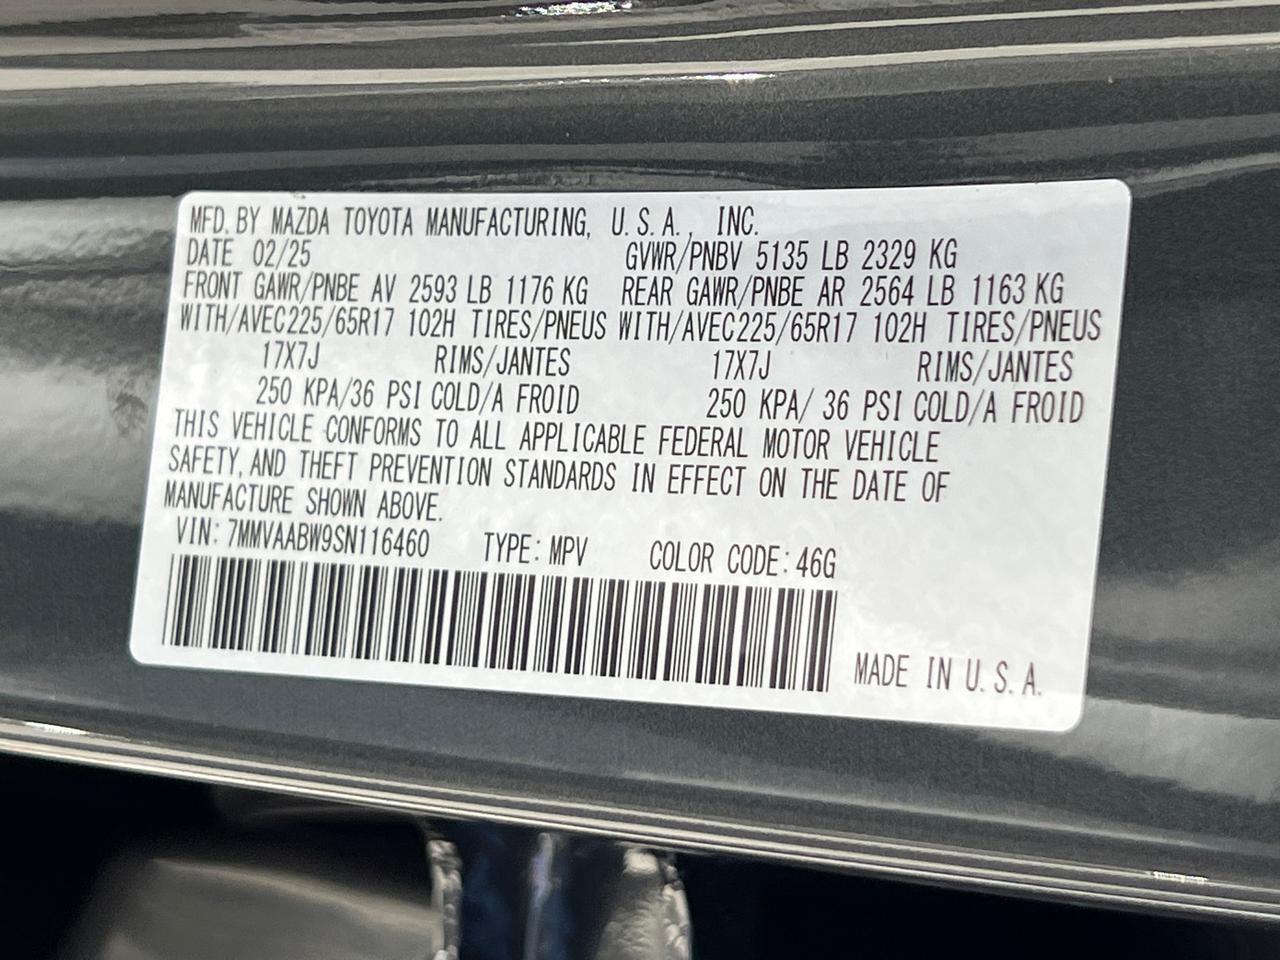 MFD. BY MAZDA TOYOTA MANUFACTURING, U.S.A., INC.
DATE 02/25 GVWR/PNBV 5135 LB 2329 KG
FRONT GAWR/PNBE AV 2593 LB 1176 KG REAR GAWR/PNBE AR 2564 LB 1163 KG
WITH/AVEC225/65R17 102H TIRES/PNEUS WITH/AVEC225/65R17 102H TIRES/PNEUS
17X7J RIMS/JANTES 17X7J RIMS/JANTES
250 KPA/36 PSI COLD/A FROID 250 KPA/ 36 PSI COLD/A FROID
THIS VEHICLE CONFORMS TO ALL APPLICABLE FEDERAL MOTOR VEHICLE
SAFETY, AND THEFT PREVENTION STANDARDS IN EFFECT ON THE DATE OF
MANUFACTURE SHOWN ABOVE.
VIN: 7MMVAABW9SN116460 TYPE: MPV COLOR CODE: 46G
MADE IN U.S.A.